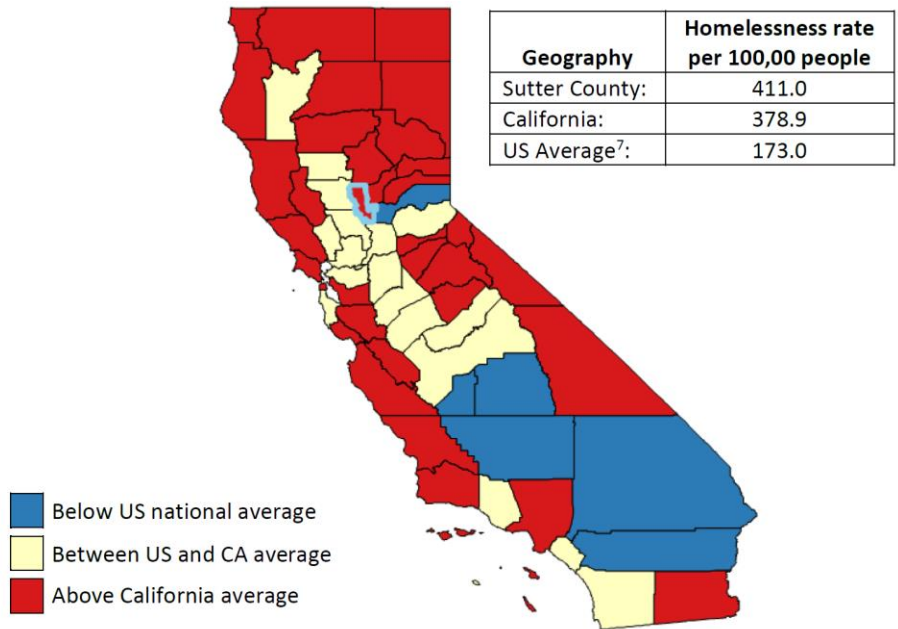 Geography
Homelessness rate
per 100,00 people
Sutter County: 411.0
California: 378.9
US Average⁷: 173.0
Below US national average
Between US and CA average
Above California average